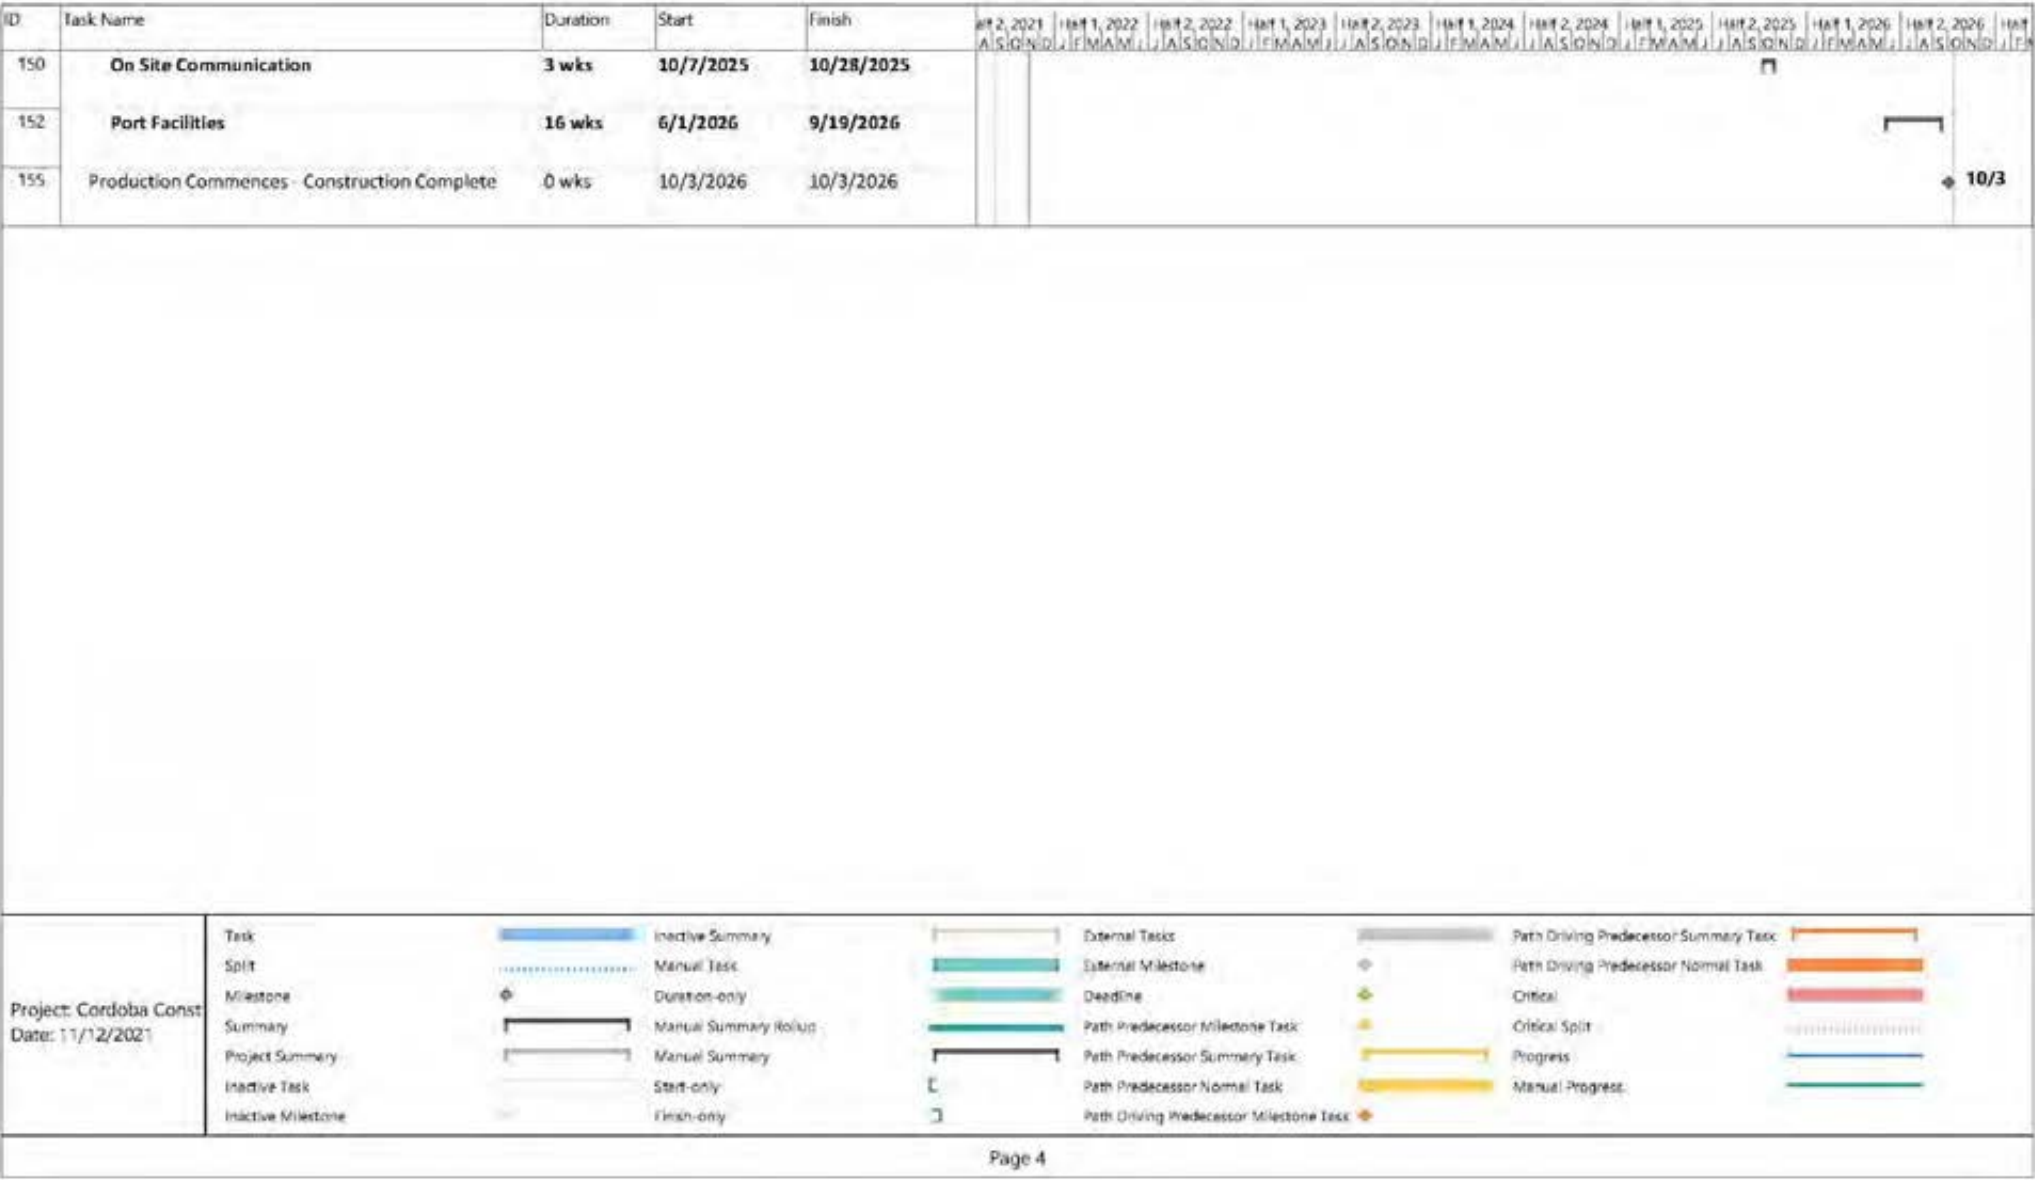 ID Task Name Duration Start Finish alf 2, 2021 Half 1, 2022 Half 2, 2022 Half 1, 2023 Half 2, 2023 Half 1, 2024 Half 2, 2024 Half 1, 2025 Half 2, 2025 Half 1, 2026 Half 2, 2026 Half
A S O N D J F M A M J J A S O N D J F M A M J J A S O N D J F M A M J J A S O N D J F M A M J J A S O N D J F M A M J J A S O N D J F M
150 On Site Communication 3 wks 10/7/2025 10/28/2025
152 Port Facilities 16 wks 6/1/2026 9/19/2026
155 Production Commences - Construction Complete 0 wks 10/3/2026 10/3/2026 10/3
Task Inactive Summary External Tasks Path Driving Predecessor Summary Task
Split Manual Task External Milestone Path Driving Predecessor Normal Task
Milestone Duration-only Deadline Critical
Project: Cordoba Const
Summary Manual Summary Rollup Path Predecessor Milestone Task Critical Split
Date: 11/12/2021
Project Summary Manual Summary Path Predecessor Summary Task Progress
Inactive Task Start-only Path Predecessor Normal Task Manual Progress
Inactive Milestone Finish-only Path Driving Predecessor Milestone Task
Page 4